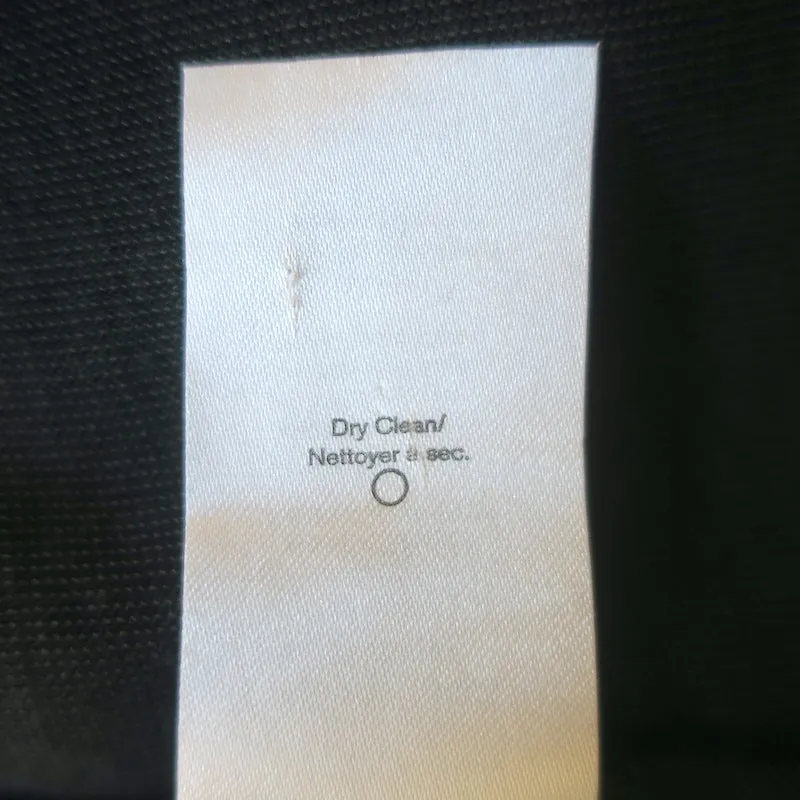 Dry Clean/
Nettoyer à sec.